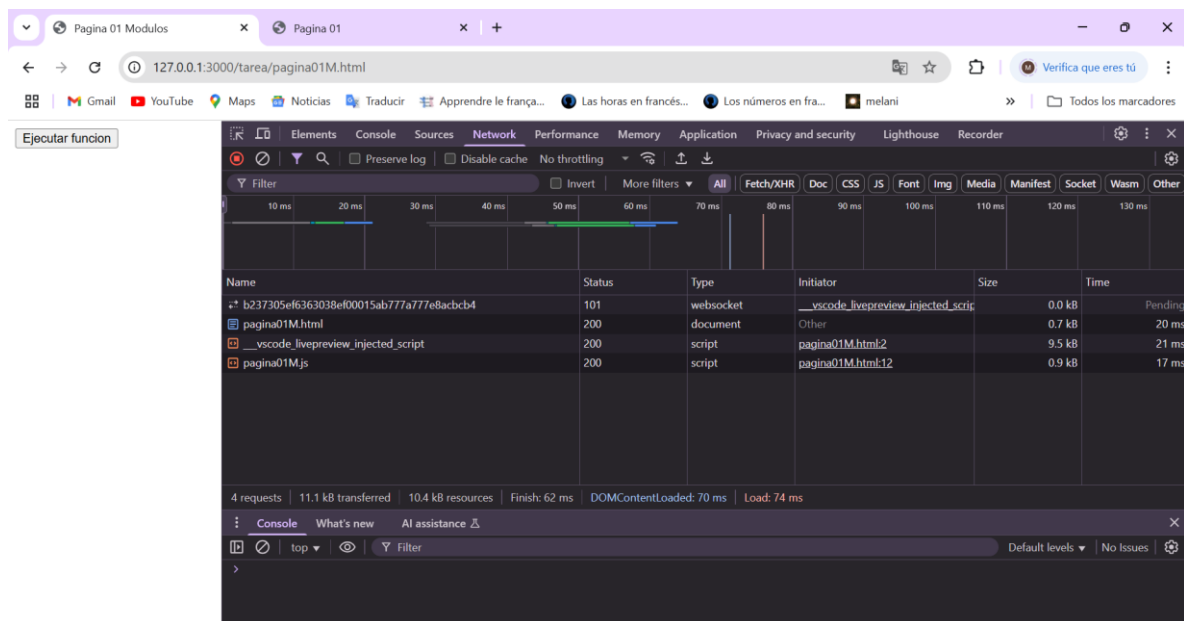 Pagina 01 Modulos Pagina 01
127.0.0.1:3000/tarea/pagina01M.html Verifica que eres tú
Gmail YouTube Maps Noticias Traducir Apprendre le frança... Las horas en francés... Los números en fra... melani » Todos los marcadores
Ejecutar funcion
Elements Console Sources Network Performance Memory Application Privacy and security Lighthouse Recorder
Preserve log Disable cache No throttling
Filter Invert More filters All Fetch/XHR Doc CSS JS Font Img Media Manifest Socket Wasm Other
10 ms 20 ms 30 ms 40 ms 50 ms 60 ms 70 ms 80 ms 90 ms 100 ms 110 ms 120 ms 130 ms
Name Status Type Initiator Size Time
b237305ef6363038ef00015ab777a777e8acbcb4 101 websocket __vscode_livepreview_injected_scrip 0.0 kB Pending
pagina01M.html 200 document Other 0.7 kB 20 ms
__vscode_livepreview_injected_script 200 script pagina01M.html:2 9.5 kB 21 ms
pagina01M.js 200 script pagina01M.html:12 0.9 kB 17 ms
4 requests 11.1 kB transferred 10.4 kB resources Finish: 62 ms DOMContentLoaded: 70 ms Load: 74 ms
Console What's new AI assistance
top Filter Default levels No Issues